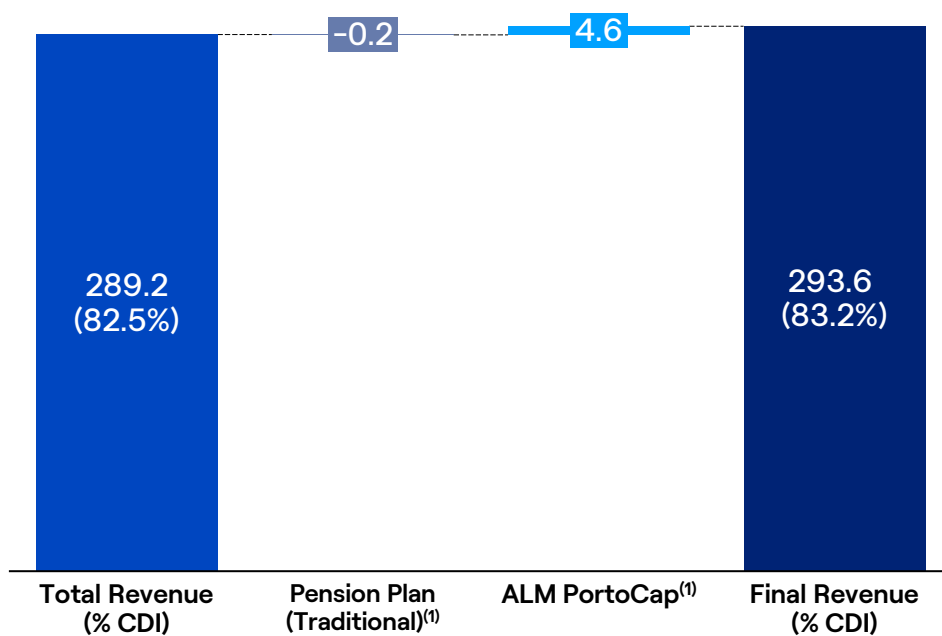 −0.2
4.6
289.2
(82.5%)
293.6
(83.2%)
Total Revenue
(% CDI)
Pension Plan
(Traditional)(1)
ALM PortoCap(1)
Final Revenue
(% CDI)